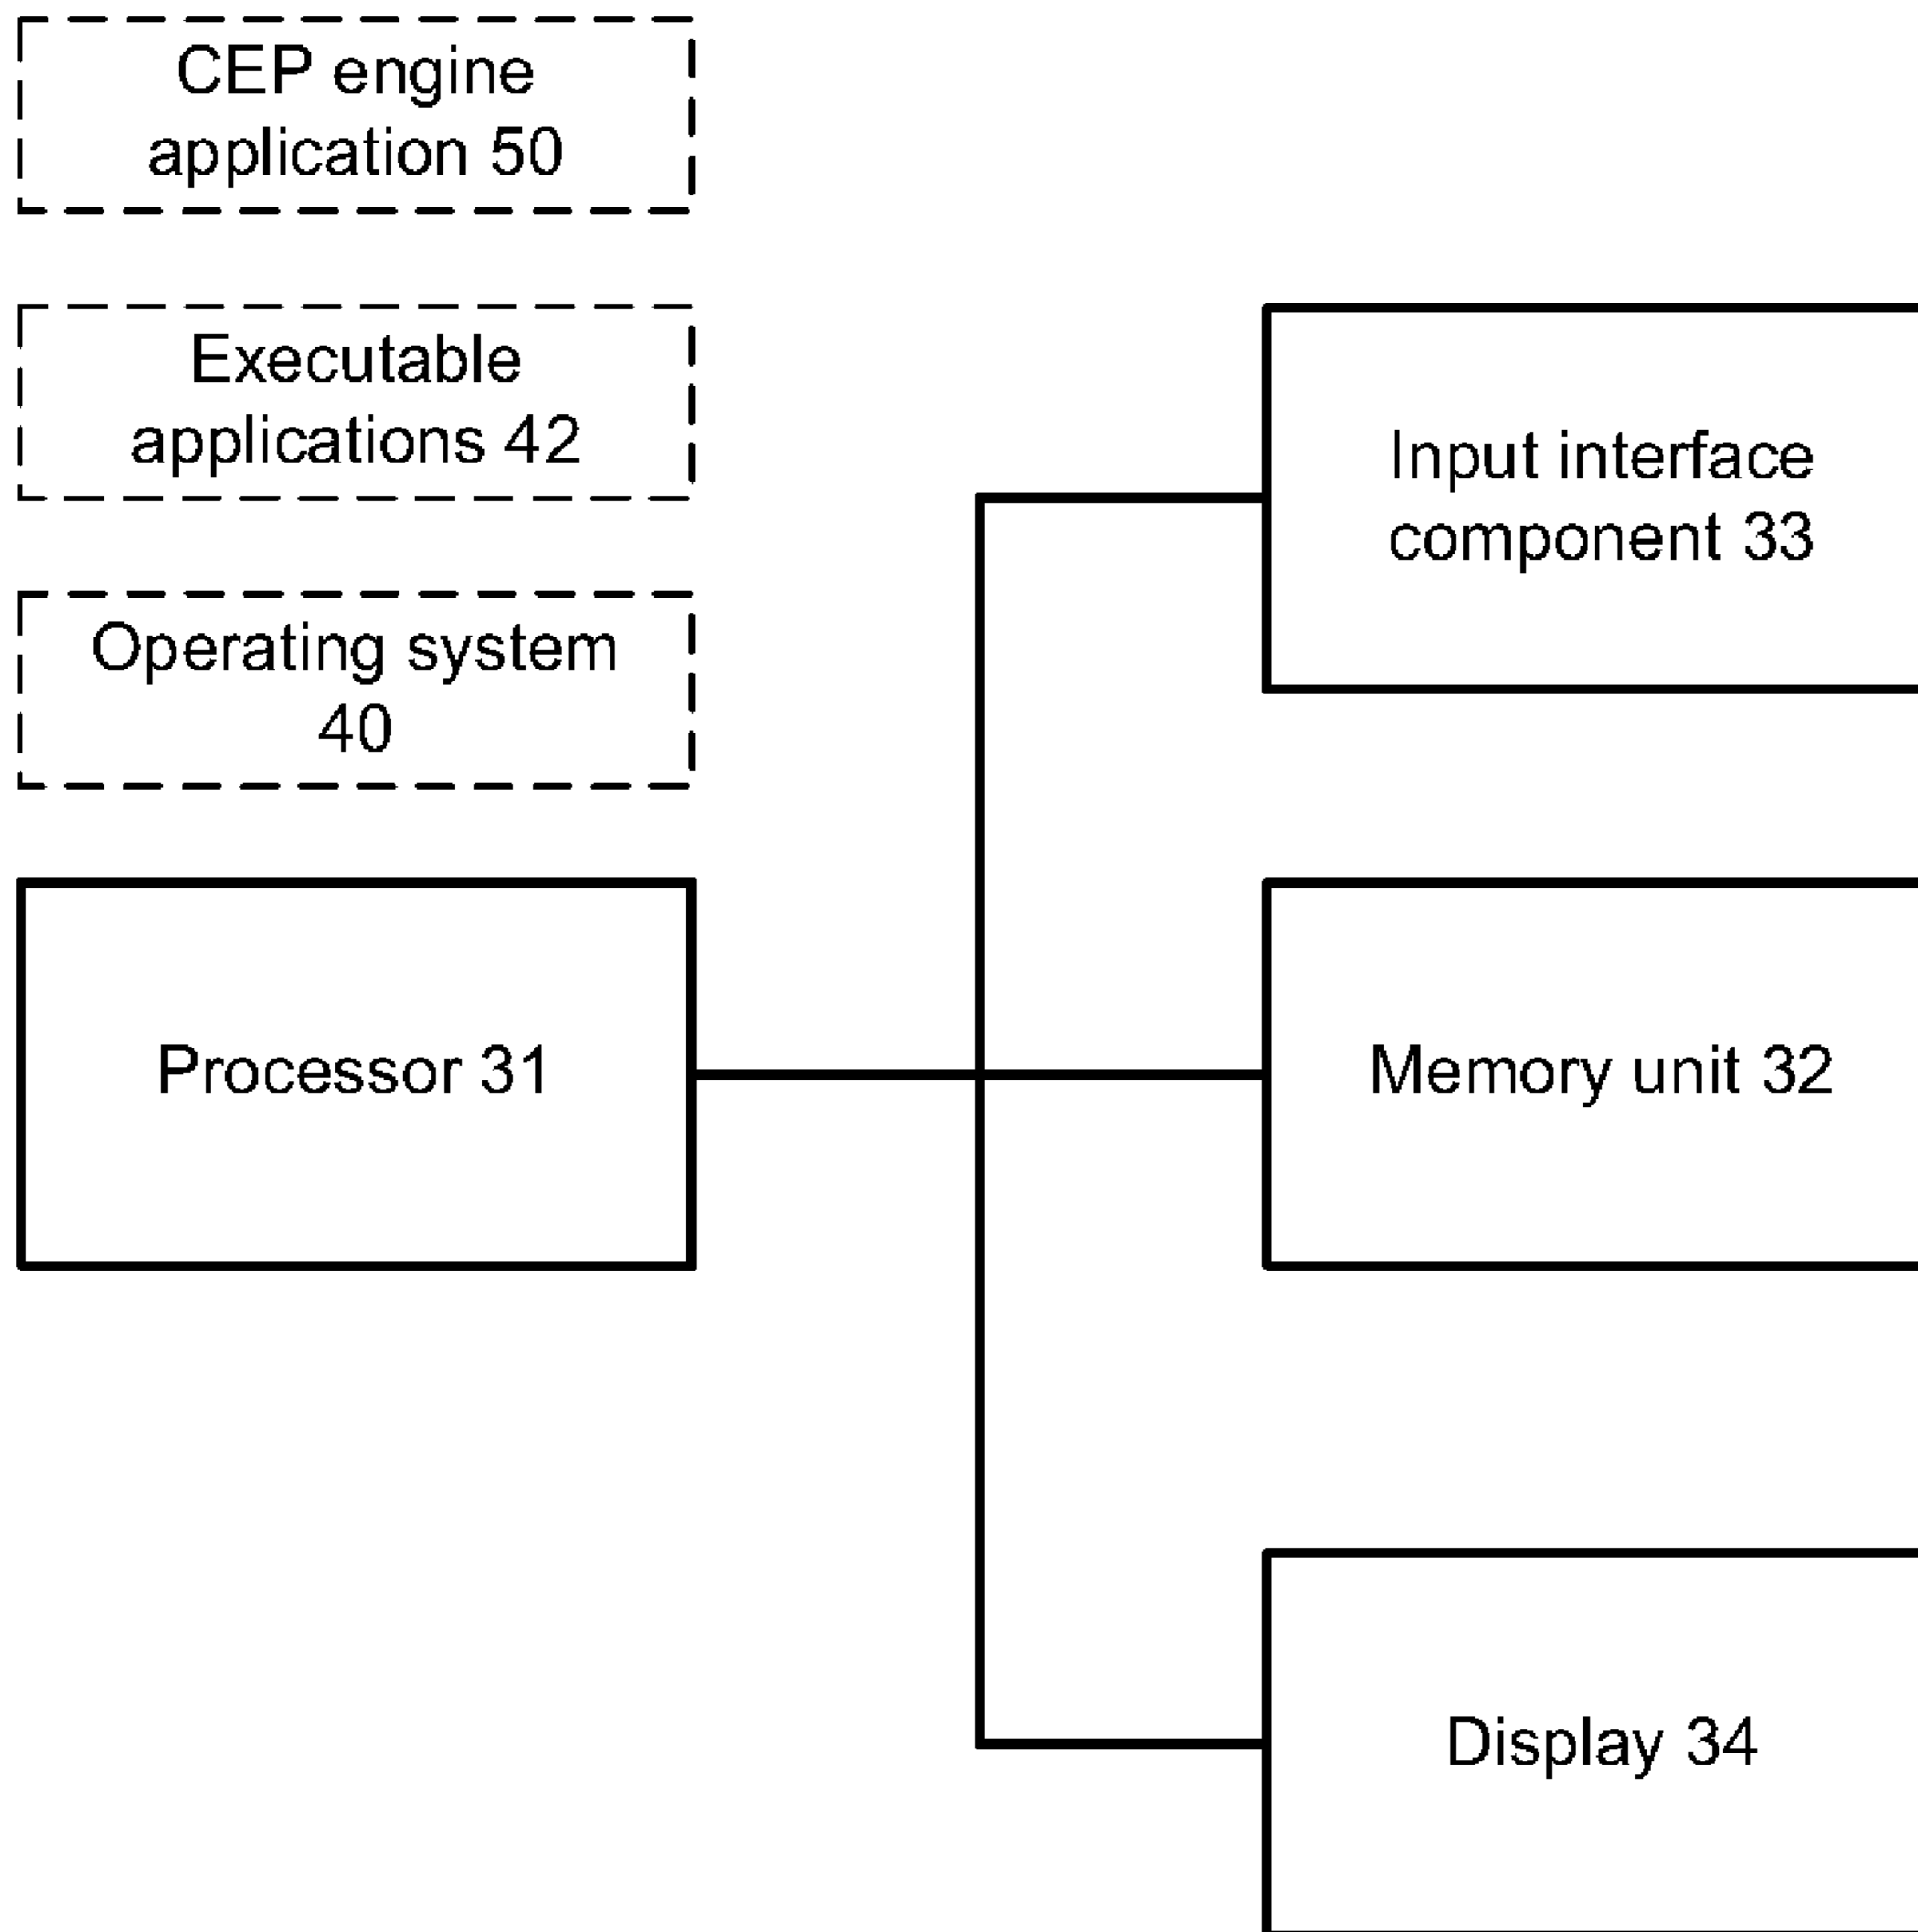 CEP engine
application 50
Executable
applications 42
Operating system
40
Processor 31
Input interface
component 33
Memory unit 32
Display 34